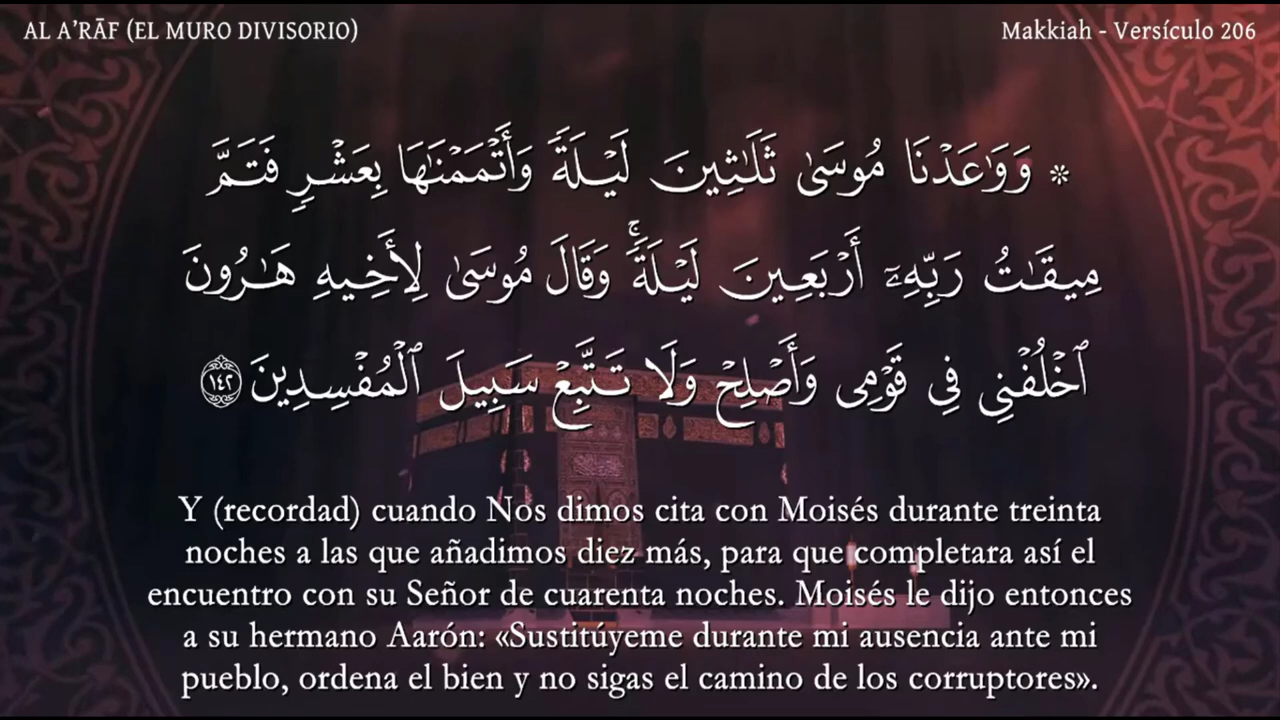 AL A’RĀF (EL MURO DIVISORIO)
Makkiah - Versículo 206
۞ وَوَٰعَدْنَا مُوسَىٰ ثَلَٰثِينَ لَيْلَةً وَأَتْمَمْنَٰهَا بِعَشْرٍ فَتَمَّ
مِيقَٰتُ رَبِّهِۦٓ أَرْبَعِينَ لَيْلَةً ۚ وَقَالَ مُوسَىٰ لِأَخِيهِ هَٰرُونَ
ٱخْلُفْنِى فِى قَوْمِى وَأَصْلِحْ وَلَا تَتَّبِعْ سَبِيلَ ٱلْمُفْسِدِينَ ١٤٢
Y (recordad) cuando Nos dimos cita con Moisés durante treinta
noches a las que añadimos diez más, para que completara así el
encuentro con su Señor de cuarenta noches. Moisés le dijo entonces
a su hermano Aarón: «Sustitúyeme durante mi ausencia ante mi
pueblo, ordena el bien y no sigas el camino de los corruptores».